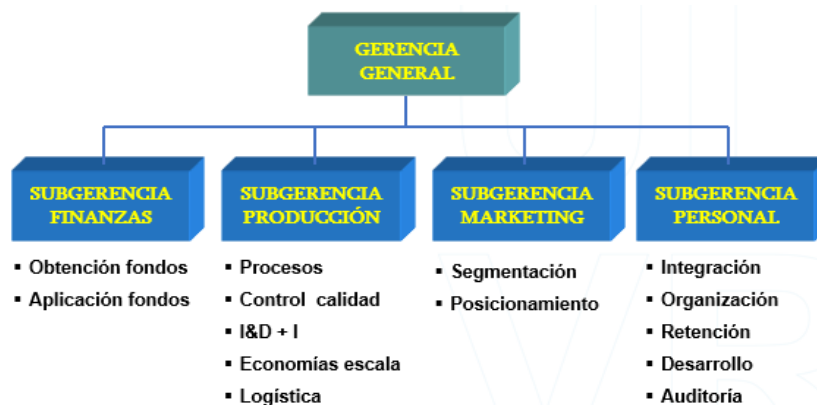 GERENCIA
GENERAL
SUBGERENCIA
FINANZAS
▪ Obtención fondos
▪ Aplicación fondos
SUBGERENCIA
PRODUCCIÓN
▪ Procesos
▪ Control calidad
▪ I&D + I
▪ Economías escala
▪ Logística
SUBGERENCIA
MARKETING
▪ Segmentación
▪ Posicionamiento
SUBGERENCIA
PERSONAL
▪ Integración
▪ Organización
▪ Retención
▪ Desarrollo
▪ Auditoría